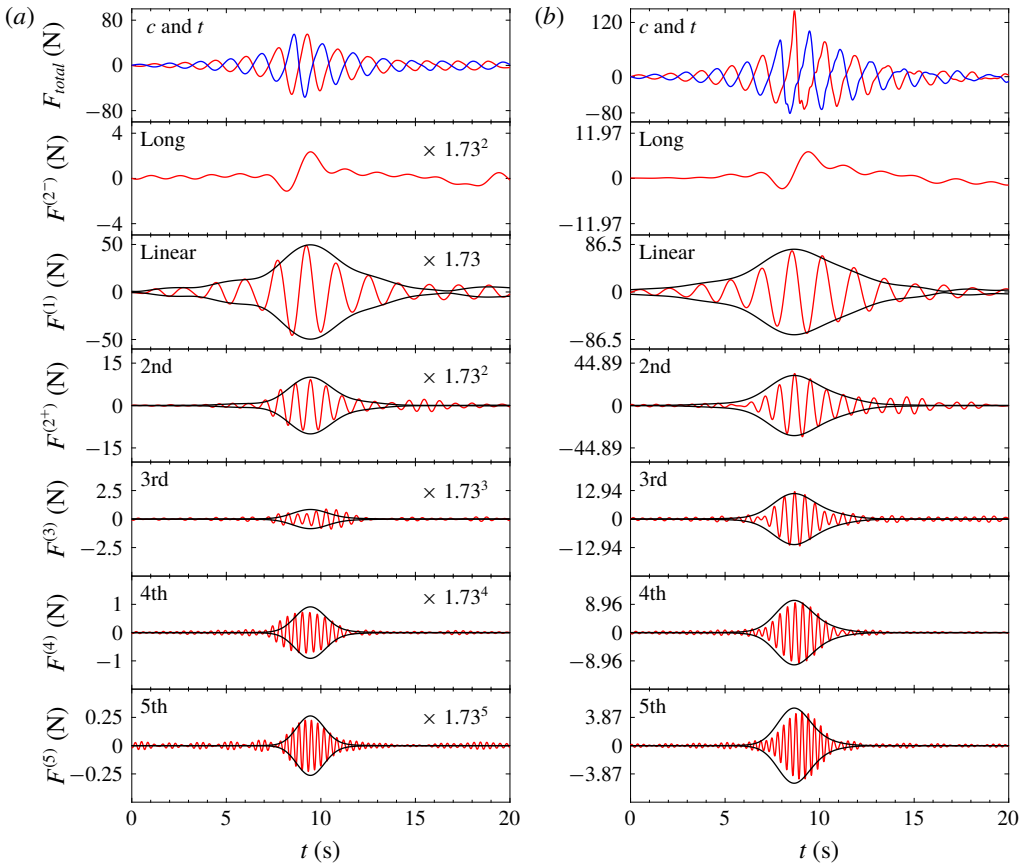 (a)
c and t
F_total (N)
80
0
−80
Long
× 1.73²
F^(2⁻) (N)
4
0
−4
Linear
× 1.73
F^(1) (N)
50
0
−50
2nd
× 1.73²
F^(2⁺) (N)
15
0
−15
3rd
× 1.73³
F^(3) (N)
2.5
0
−2.5
4th
× 1.73⁴
F^(4) (N)
1
0
−1
5th
× 1.73⁵
F^(5) (N)
0.25
0
−0.25
0 5 10 15 20
t (s)
(b)
c and t
120
0
−80
Long
11.97
0
−11.97
Linear
86.5
0
−86.5
2nd
44.89
0
−44.89
3rd
12.94
0
−12.94
4th
8.96
0
−8.96
5th
3.87
0
−3.87
0 5 10 15 20
t (s)